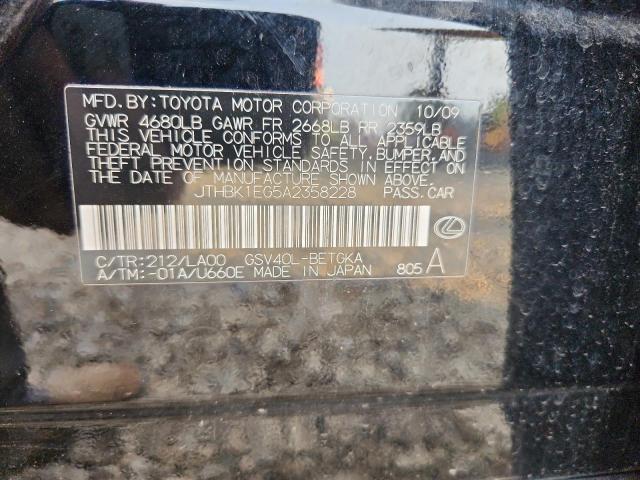 MFD. BY: TOYOTA MOTOR CORPORATION 10/09
GVWR 4680LB GAWR FR 2668LB RR 2359LB
THIS VEHICLE CONFORMS TO ALL APPLICABLE
FEDERAL MOTOR VEHICLE SAFETY, BUMPER, AND
THEFT PREVENTION STANDARDS IN EFFECT ON
THE DATE OF MANUFACTURE SHOWN ABOVE.
JTHBK1EG5A2358228 PASS. CAR
C/TR: 212/LA00 GSV40L-BETGKA
A/TM: -01A/U660E MADE IN JAPAN 805 A